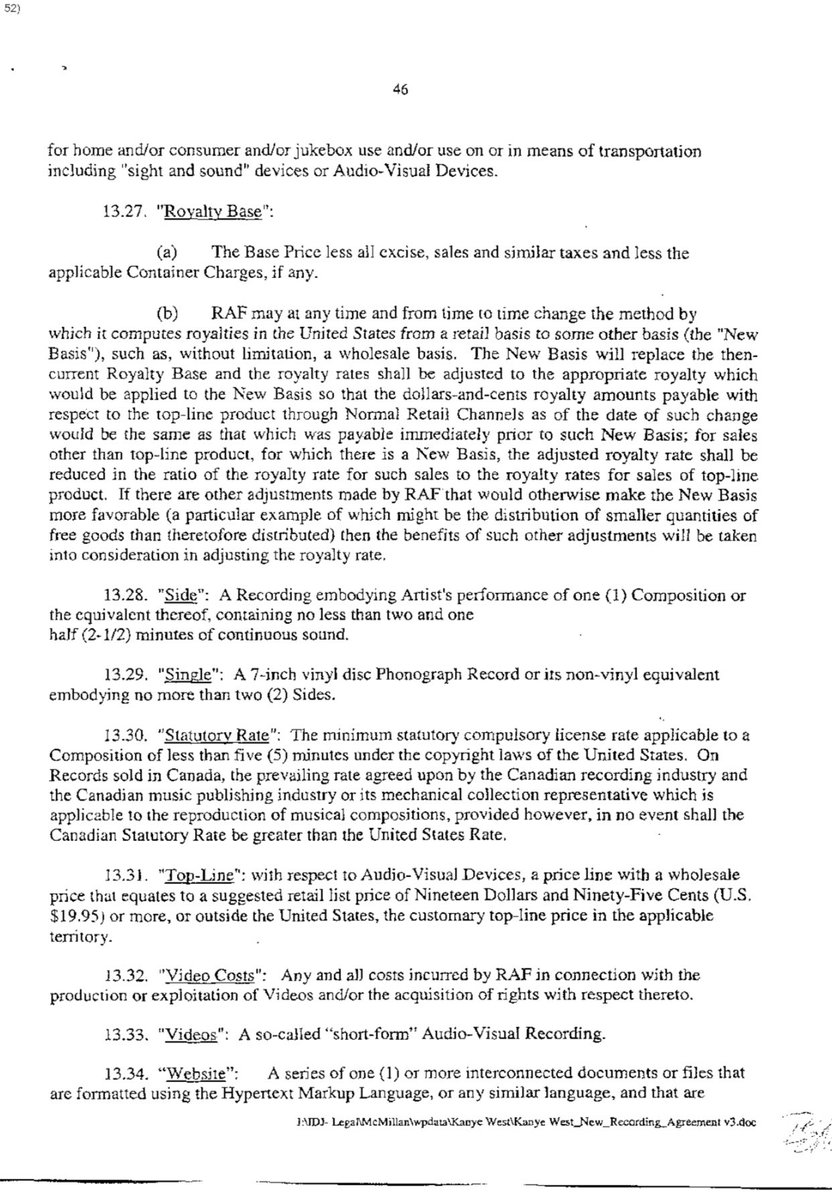 52)
46
for home and/or consumer and/or jukebox use and/or use on or in means of transportation
including "sight and sound" devices or Audio-Visual Devices.
13.27. "Royalty Base":
(a) The Base Price less all excise, sales and similar taxes and less the
applicable Container Charges, if any.
(b) RAF may at any time and from time to time change the method by
which it computes royalties in the United States from a retail basis to some other basis (the "New
Basis"), such as, without limitation, a wholesale basis. The New Basis will replace the then-
current Royalty Base and the royalty rates shall be adjusted to the appropriate royalty which
would be applied to the New Basis so that the dollars-and-cents royalty amounts payable with
respect to the top-line product through Normal Retail Channels as of the date of such change
would be the same as that which was payable immediately prior to such New Basis; for sales
other than top-line product, for which there is a New Basis, the adjusted royalty rate shall be
reduced in the ratio of the royalty rate for such sales to the royalty rates for sales of top-line
product. If there are other adjustments made by RAF that would otherwise make the New Basis
more favorable (a particular example of which might be the distribution of smaller quantities of
free goods than theretofore distributed) then the benefits of such other adjustments will be taken
into consideration in adjusting the royalty rate.
13.28. "Side": A Recording embodying Artist's performance of one (1) Composition or
the equivalent thereof, containing no less than two and one
half (2-1/2) minutes of continuous sound.
13.29. "Single": A 7-inch vinyl disc Phonograph Record or its non-vinyl equivalent
embodying no more than two (2) Sides.
13.30. "Statutory Rate": The minimum statutory compulsory license rate applicable to a
Composition of less than five (5) minutes under the copyright laws of the United States. On
Records sold in Canada, the prevailing rate agreed upon by the Canadian recording industry and
the Canadian music publishing industry or its mechanical collection representative which is
applicable to the reproduction of musical compositions, provided however, in no event shall the
Canadian Statutory Rate be greater than the United States Rate.
13.31. "Top-Line": with respect to Audio-Visual Devices, a price line with a wholesale
price that equates to a suggested retail list price of Nineteen Dollars and Ninety-Five Cents (U.S.
$19.95) or more, or outside the United States, the customary top-line price in the applicable
territory.
13.32. "Video Costs": Any and all costs incurred by RAF in connection with the
production or exploitation of Videos and/or the acquisition of rights with respect thereto.
13.33. "Videos": A so-called "short-form" Audio-Visual Recording.
13.34. "Website": A series of one (1) or more interconnected documents or files that
are formatted using the Hypertext Markup Language, or any similar language, and that are
J:\IDJ- Legal\McMillan\wpdata\Kanye West\Kanye West_New_Recording_Agreement v3.doc